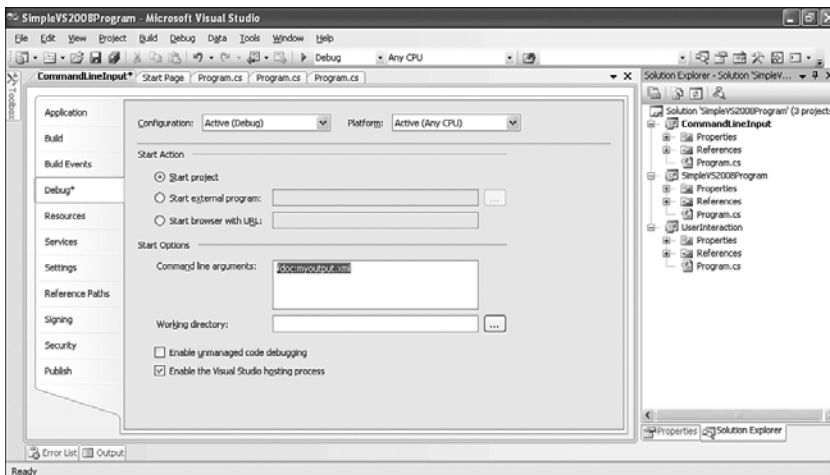 SimpleVS2008Program - Microsoft Visual Studio
File Edit View Project Build Debug Data Tools Window Help
Debug Any CPU
Toolbox
CommandLineInput* Start Page Program.cs Program.cs Program.cs
Application
Build
Build Events
Debug*
Resources
Services
Settings
Reference Paths
Signing
Security
Publish
Configuration: Active (Debug) Platform: Active (Any CPU)
Start Action
Start project
Start external program: ...
Start browser with URL:
Start Options
Command line arguments: /doc:myoutput.xml
Working directory: ...
Enable unmanaged code debugging
Enable the Visual Studio hosting process
Solution Explorer - Solution 'SimpleV...
Solution 'SimpleVS2008Program' (3 projects
CommandLineInput
Properties
References
Program.cs
SimpleVS2008Program
Properties
References
Program.cs
UserInteraction
Properties
References
Program.cs
Properties Solution Explorer
Error List Output
Ready